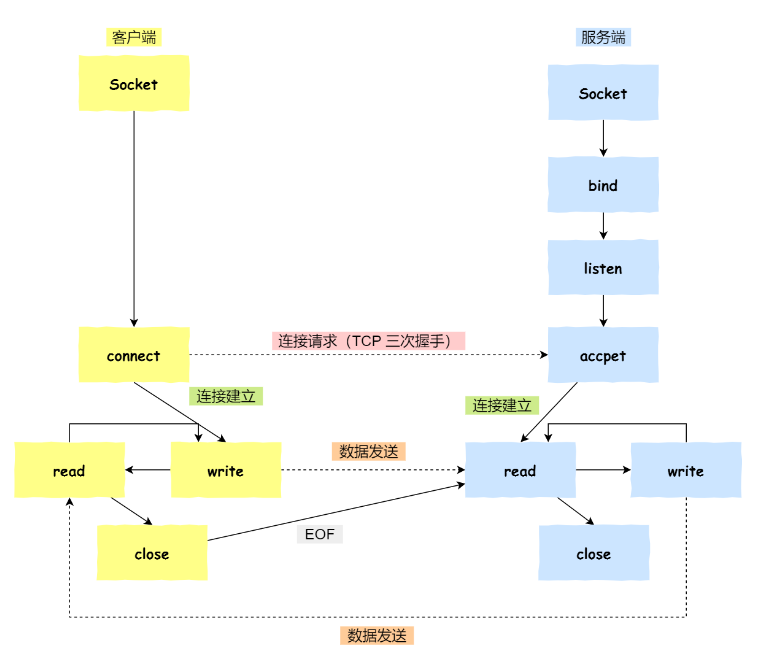 客户端
服务端
Socket
Socket
bind
listen
连接请求（TCP 三次握手）
connect
accpet
连接建立
连接建立
数据发送
read
write
read
write
EOF
close
close
数据发送